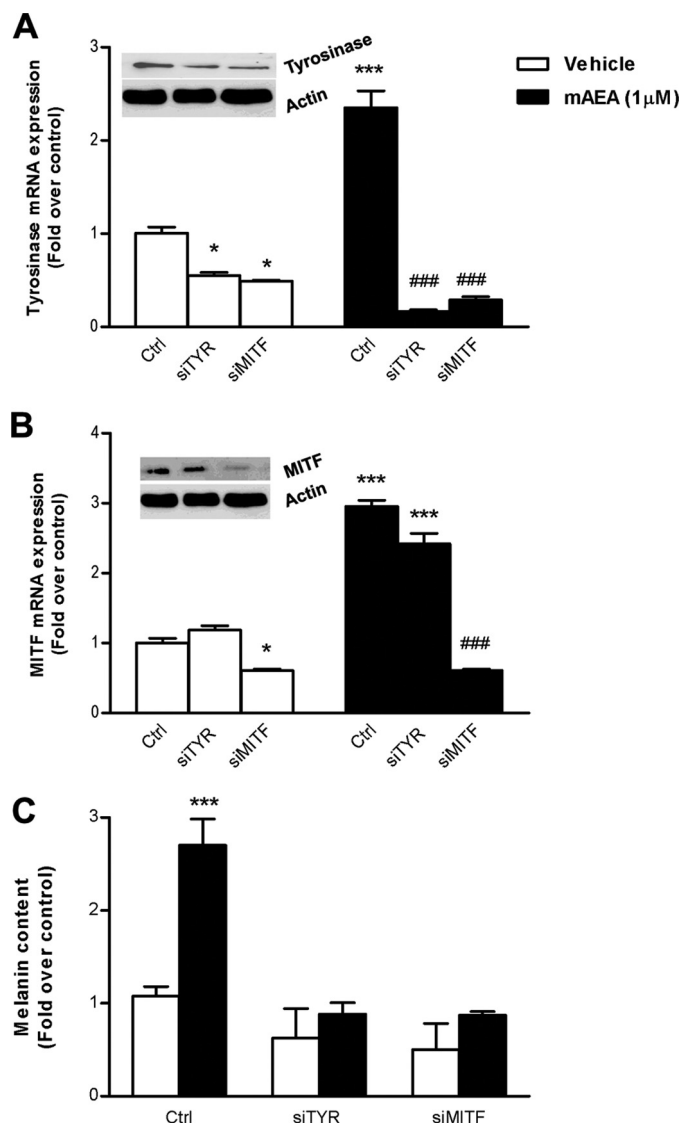 A
Tyrosinase mRNA expression
(Fold over control)
3
2
1
0
Tyrosinase
Actin
***
Vehicle
mAEA (1µM)
*
*
###
###
Ctrl
siTYR
siMITF
Ctrl
siTYR
siMITF
B
MITF mRNA expression
(Fold over control)
4
3
2
1
0
MITF
Actin
***
***
*
###
Ctrl
siTYR
siMITF
Ctrl
siTYR
siMITF
C
Melanin content
(Fold over control)
3
2
1
0
***
Ctrl
siTYR
siMITF